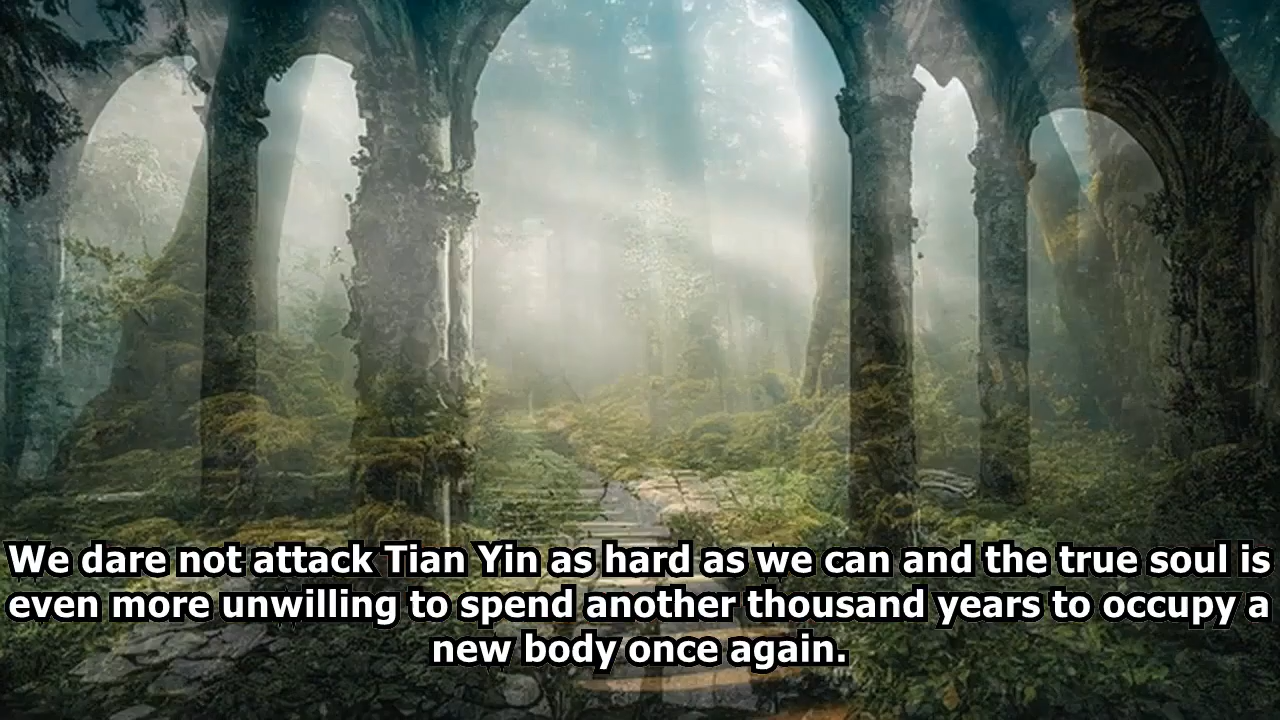 We dare not attack Tian Yin as hard as we can and the true soul is
even more unwilling to spend another thousand years to occupy a
new body once again.